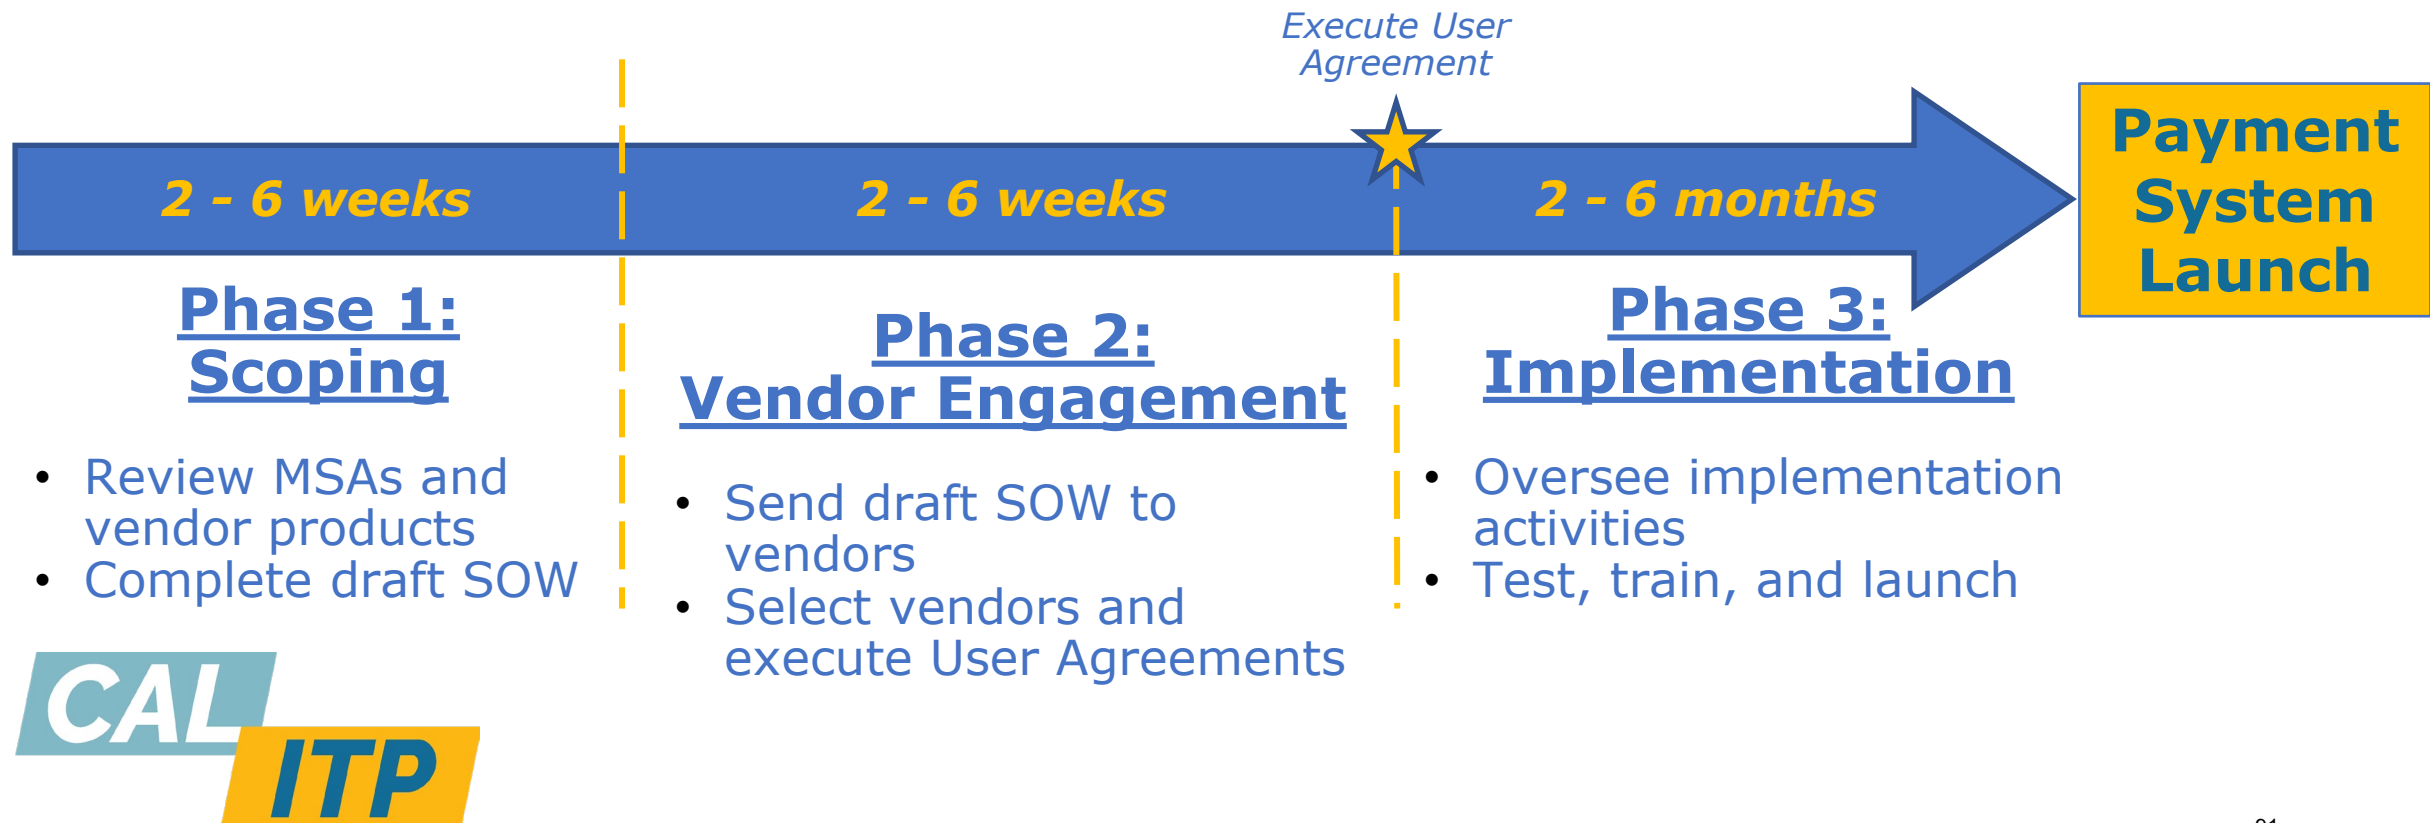 Execute User
Agreement
2 – 6 weeks
2 – 6 weeks
2 – 6 months
Payment
System
Launch
Phase 1:
Scoping
• Review MSAs and
vendor products
• Complete draft SOW
Phase 2:
Vendor Engagement
• Send draft SOW to
vendors
• Select vendors and
execute User Agreements
Phase 3:
Implementation
• Oversee implementation
activities
• Test, train, and launch
CAL
ITP